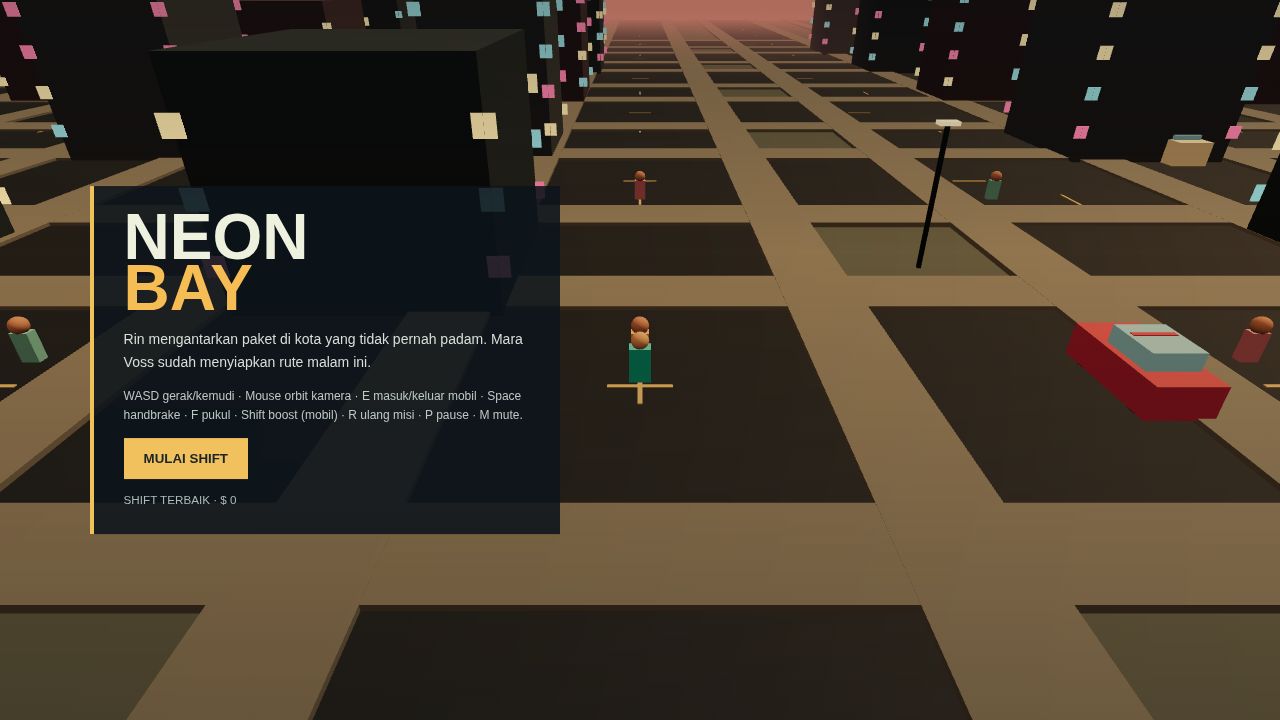 NEON
BAY
Rin mengantarkan paket di kota yang tidak pernah padam. Mara
Voss sudah menyiapkan rute malam ini.
WASD gerak/kemudi · Mouse orbit kamera · E masuk/keluar mobil · Space
handbrake · F pukul · Shift boost (mobil) · R ulang misi · P pause · M mute.
MULAI SHIFT
SHIFT TERBAIK · $ 0